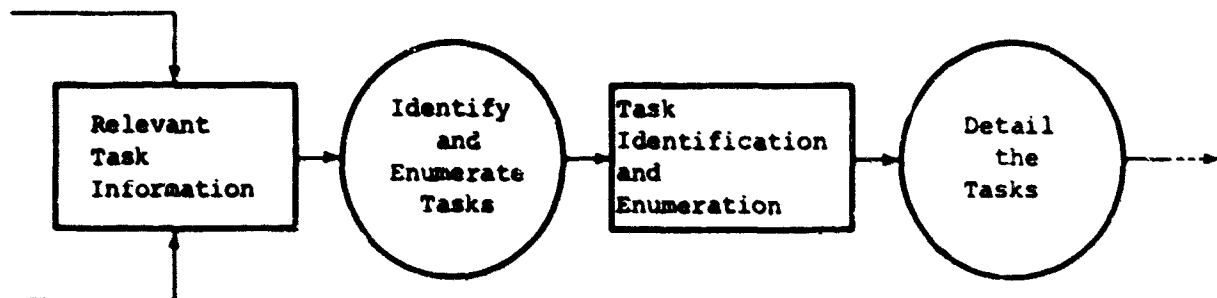 Relevant
Task
Information
Identify
and
Enumerate
Tasks
Task
Identification
and
Enumeration
Detail
the
Tasks